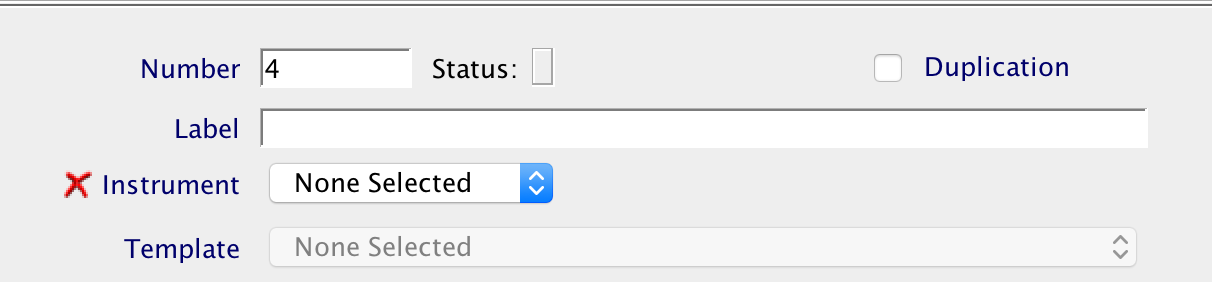 Number 4 Status: Duplication
Label
Instrument None Selected
Template None Selected